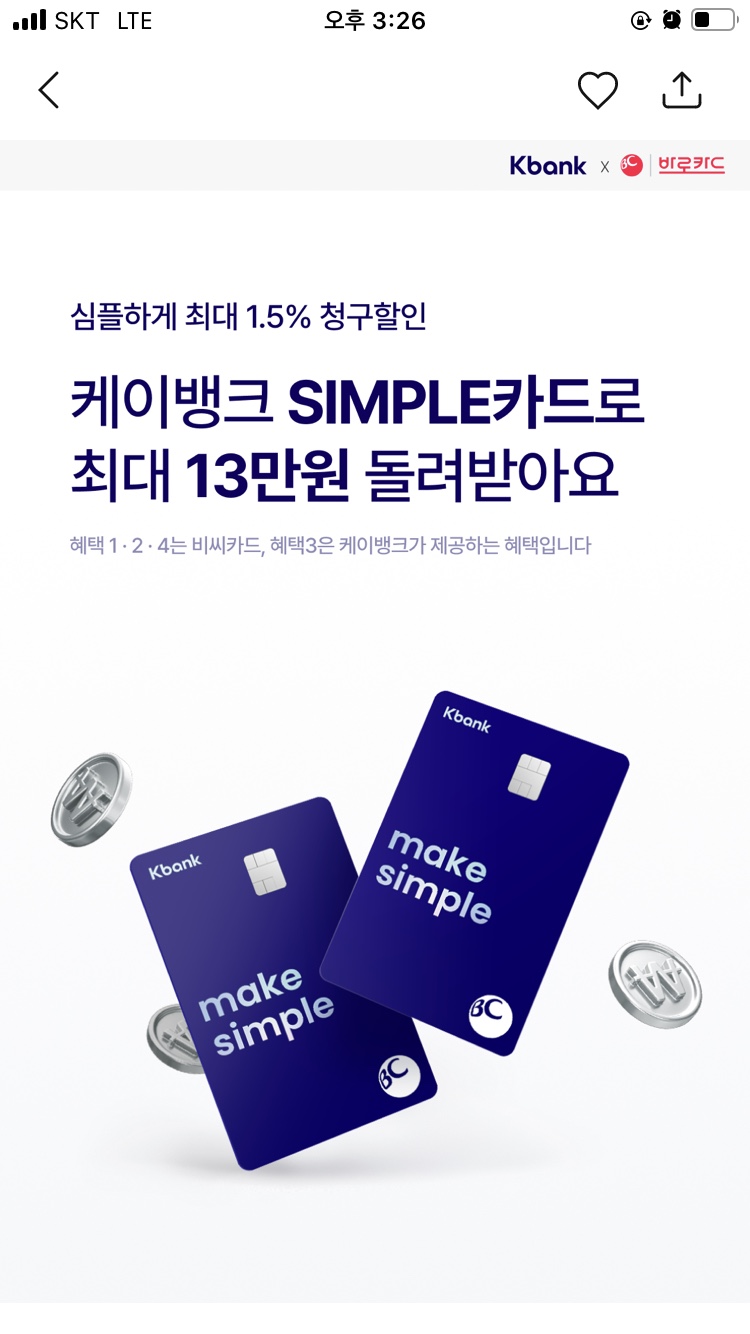 SKT LTE 오후 3:26
Kbank x BC 바로카드
심플하게 최대 1.5% 청구할인
케이뱅크 SIMPLE카드로
최대 13만원 돌려받아요
혜택 1 · 2 · 4는 비씨카드, 혜택3은 케이뱅크가 제공하는 혜택입니다
Kbank
make
simple
BC
Kbank
make
simple
BC